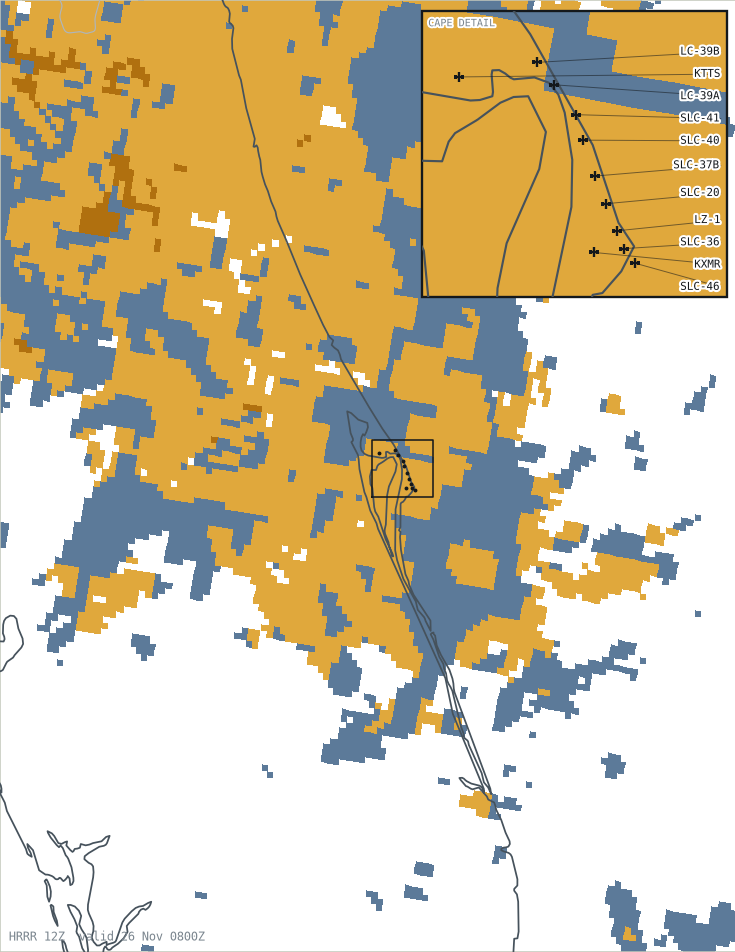 CAPE DETAIL
LC-39B
KTTS
LC-39A
SLC-41
SLC-40
SLC-37B
SLC-20
LZ-1
SLC-36
KXMR
SLC-46
HRRR 12Z  valid 26 Nov 0800Z